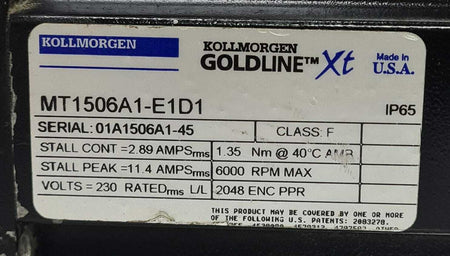 KOLLMORGEN
KOLLMORGEN
GOLDLINE™ Xt
Made in
U.S.A.
MT1506A1-E1D1
IP65
SERIAL: 01A1506A1-45
CLASS: F
STALL CONT =2.89 AMPSrms
1.35 Nm @ 40°C AMB
STALL PEAK =11.4 AMPSrms
6000 RPM MAX
VOLTS = 230 RATEDrms L/L
2048 ENC PPR
THIS PRODUCT MAY BE COVERED BY ONE OR MORE
OF THE FOLLOWING U.S. PATENTS: